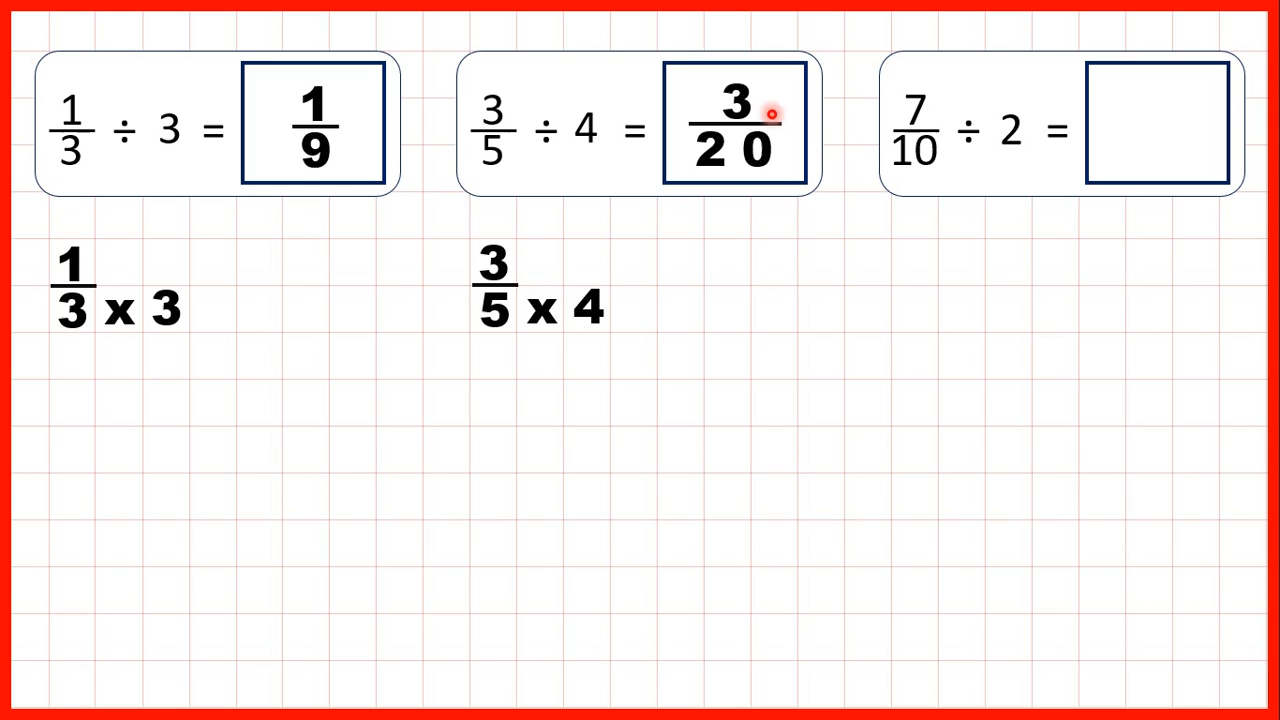 1/3 ÷ 3 = 1/9
3/5 ÷ 4 = 3/20
7/10 ÷ 2 =
1/3 x 3
3/5 x 4